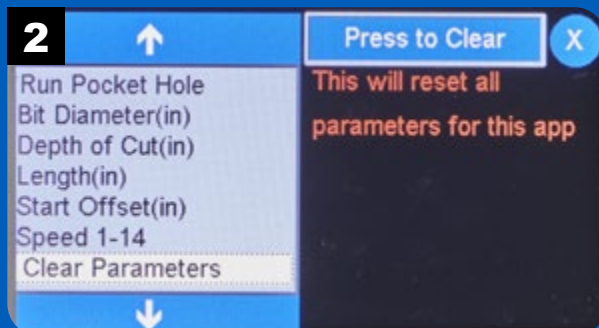 2
Press to Clear
X
Run Pocket Hole
Bit Diameter(in)
Depth of Cut(in)
Length(in)
Start Offset(in)
Speed 1-14
Clear Parameters
This will reset all
parameters for this app